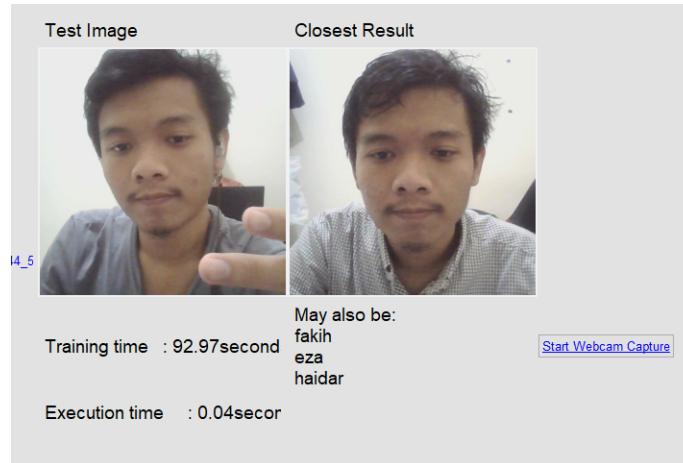 Test Image
Closest Result
44_5
May also be:
fakih
eza
haidar
Training time : 92.97second
Start Webcam Capture
Execution time : 0.04secor